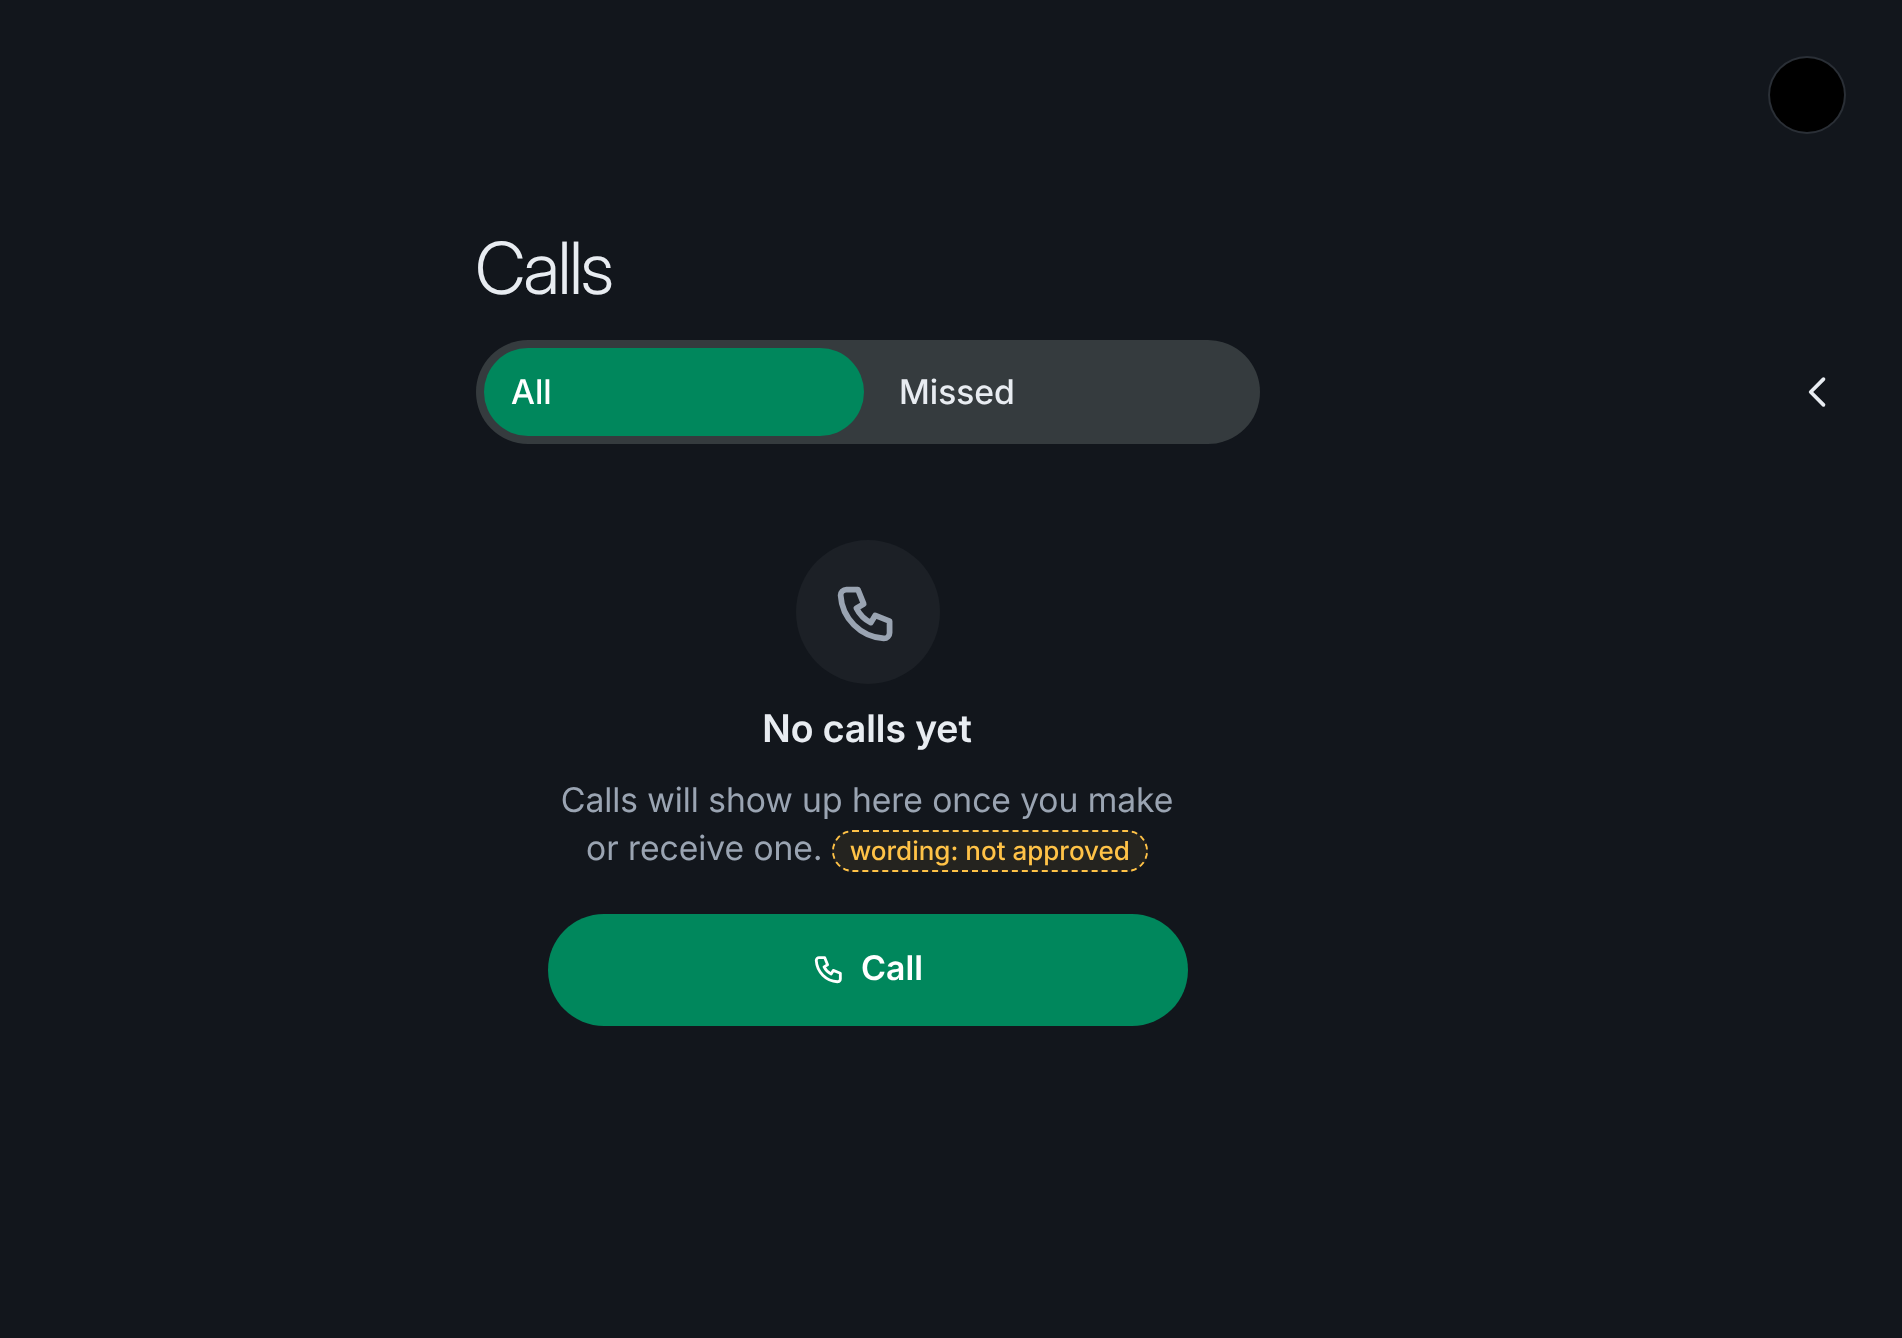 Calls
All
Missed
No calls yet
Calls will show up here once you make
or receive one. wording: not approved
Call